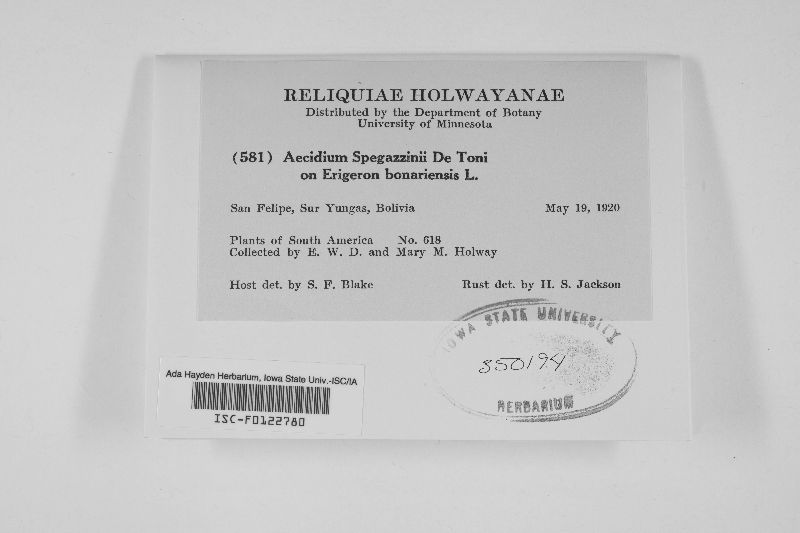 RELIQUIAE HOLWAYANAE
Distributed by the Department of Botany
University of Minnesota
(581) Aecidium Spegazzinii De Toni
on Erigeron bonariensis L.
San Felipe, Sur Yungas, Bolivia May 19, 1920
Plants of South America No. 618
Collected by E. W. D. and Mary M. Holway
Host det. by S. F. Blake Rust det. by H. S. Jackson
IOWA STATE UNIVERSITY
350194
HERBARIUM
Ada Hayden Herbarium, Iowa State Univ.-ISC/IA
ISC-F0122780